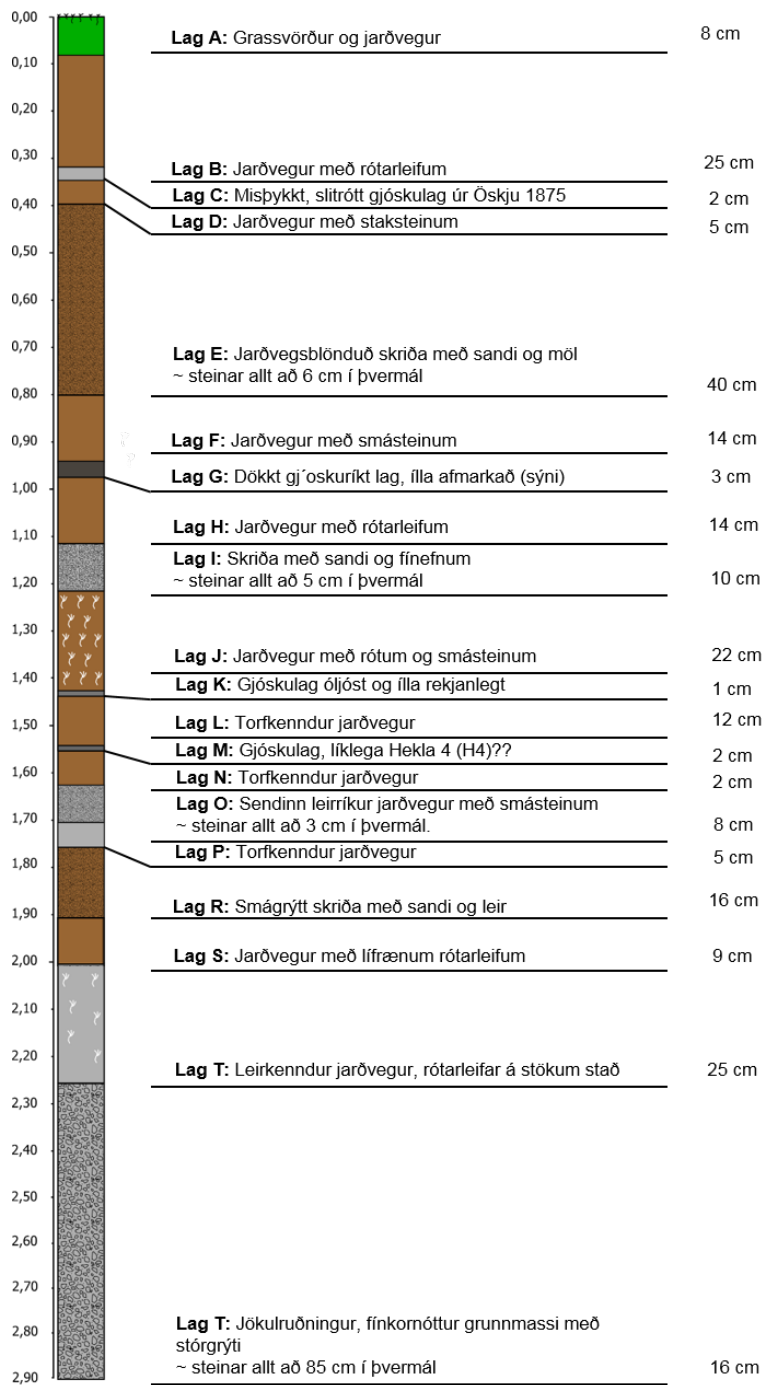 0,00
Lag A: Grassvörður og jarðvegur 8 cm
0,10
0,20
0,30
Lag B: Jarðvegur með rótarleifum 25 cm
Lag C: Misþykkt, slitrótt gjóskulag úr Öskju 1875 2 cm
0,40
Lag D: Jarðvegur með staksteinum 5 cm
0,50
0,60
0,70
Lag E: Jarðvegsblönduð skriða með sandi og möl
~ steinar allt að 6 cm í þvermál 40 cm
0,80
0,90
Lag F: Jarðvegur með smásteinum 14 cm
Lag G: Dökkt gj´oskuríkt lag, ílla afmarkað (sýni) 3 cm
1,00
Lag H: Jarðvegur með rótarleifum 14 cm
1,10
Lag I: Skriða með sandi og fínefnum
~ steinar allt að 5 cm í þvermál 10 cm
1,20
1,30
Lag J: Jarðvegur með rótum og smásteinum 22 cm
1,40
Lag K: Gjóskulag óljóst og ílla rekjanlegt 1 cm
1,50
Lag L: Torfkenndur jarðvegur 12 cm
Lag M: Gjóskulag, líklega Hekla 4 (H4)?? 2 cm
1,60
Lag N: Torfkenndur jarðvegur 2 cm
Lag O: Sendinn leirríkur jarðvegur með smásteinum
~ steinar allt að 3 cm í þvermál. 8 cm
1,70
Lag P: Torfkenndur jarðvegur 5 cm
1,80
Lag R: Smágrýtt skriða með sandi og leir 16 cm
1,90
Lag S: Jarðvegur með lífrænum rótarleifum 9 cm
2,00
2,10
2,20
Lag T: Leirkenndur jarðvegur, rótarleifar á stökum stað 25 cm
2,30
2,40
2,50
2,60
2,70
Lag T: Jökulruðningur, fínkornóttur grunnmassi með
2,80
stórgrýti
~ steinar allt að 85 cm í þvermál 16 cm
2,90